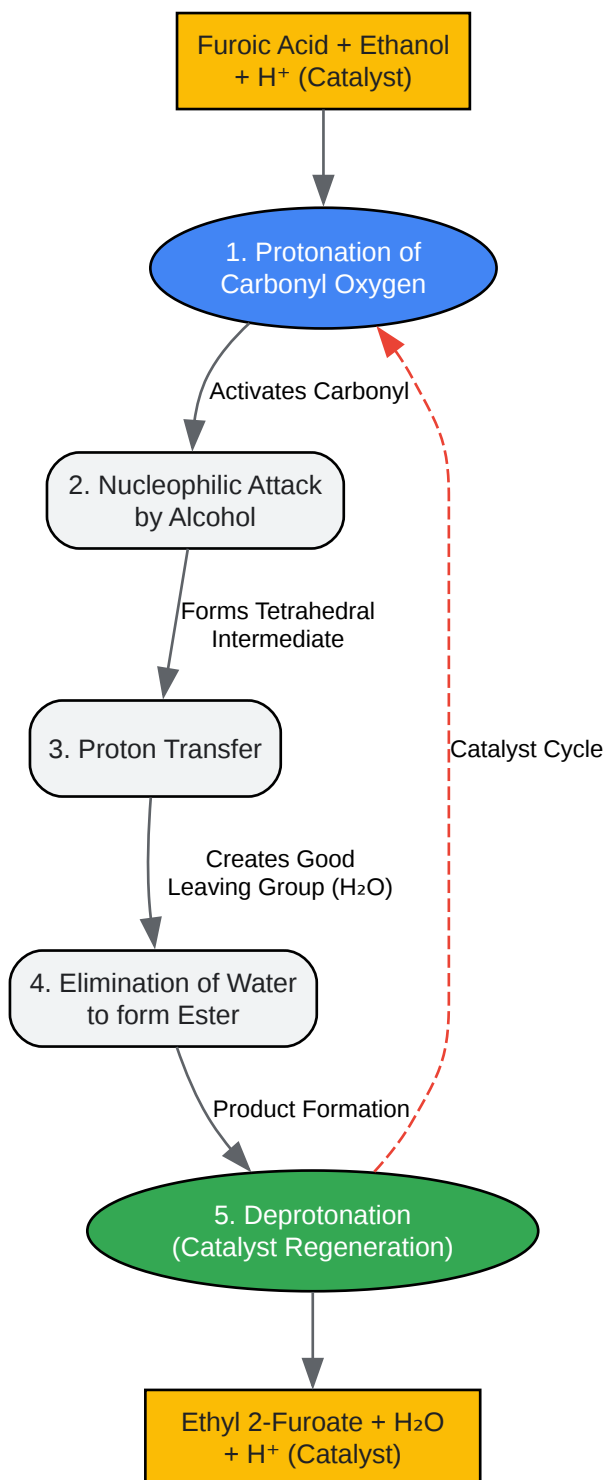 Furoic Acid + Ethanol
+ H⁺ (Catalyst)
1. Protonation of
Carbonyl Oxygen
Activates Carbonyl
2. Nucleophilic Attack
by Alcohol
Forms Tetrahedral
Intermediate
3. Proton Transfer
Catalyst Cycle
Creates Good
Leaving Group (H₂O)
4. Elimination of Water
to form Ester
Product Formation
5. Deprotonation
(Catalyst Regeneration)
Ethyl 2-Furoate + H₂O
+ H⁺ (Catalyst)